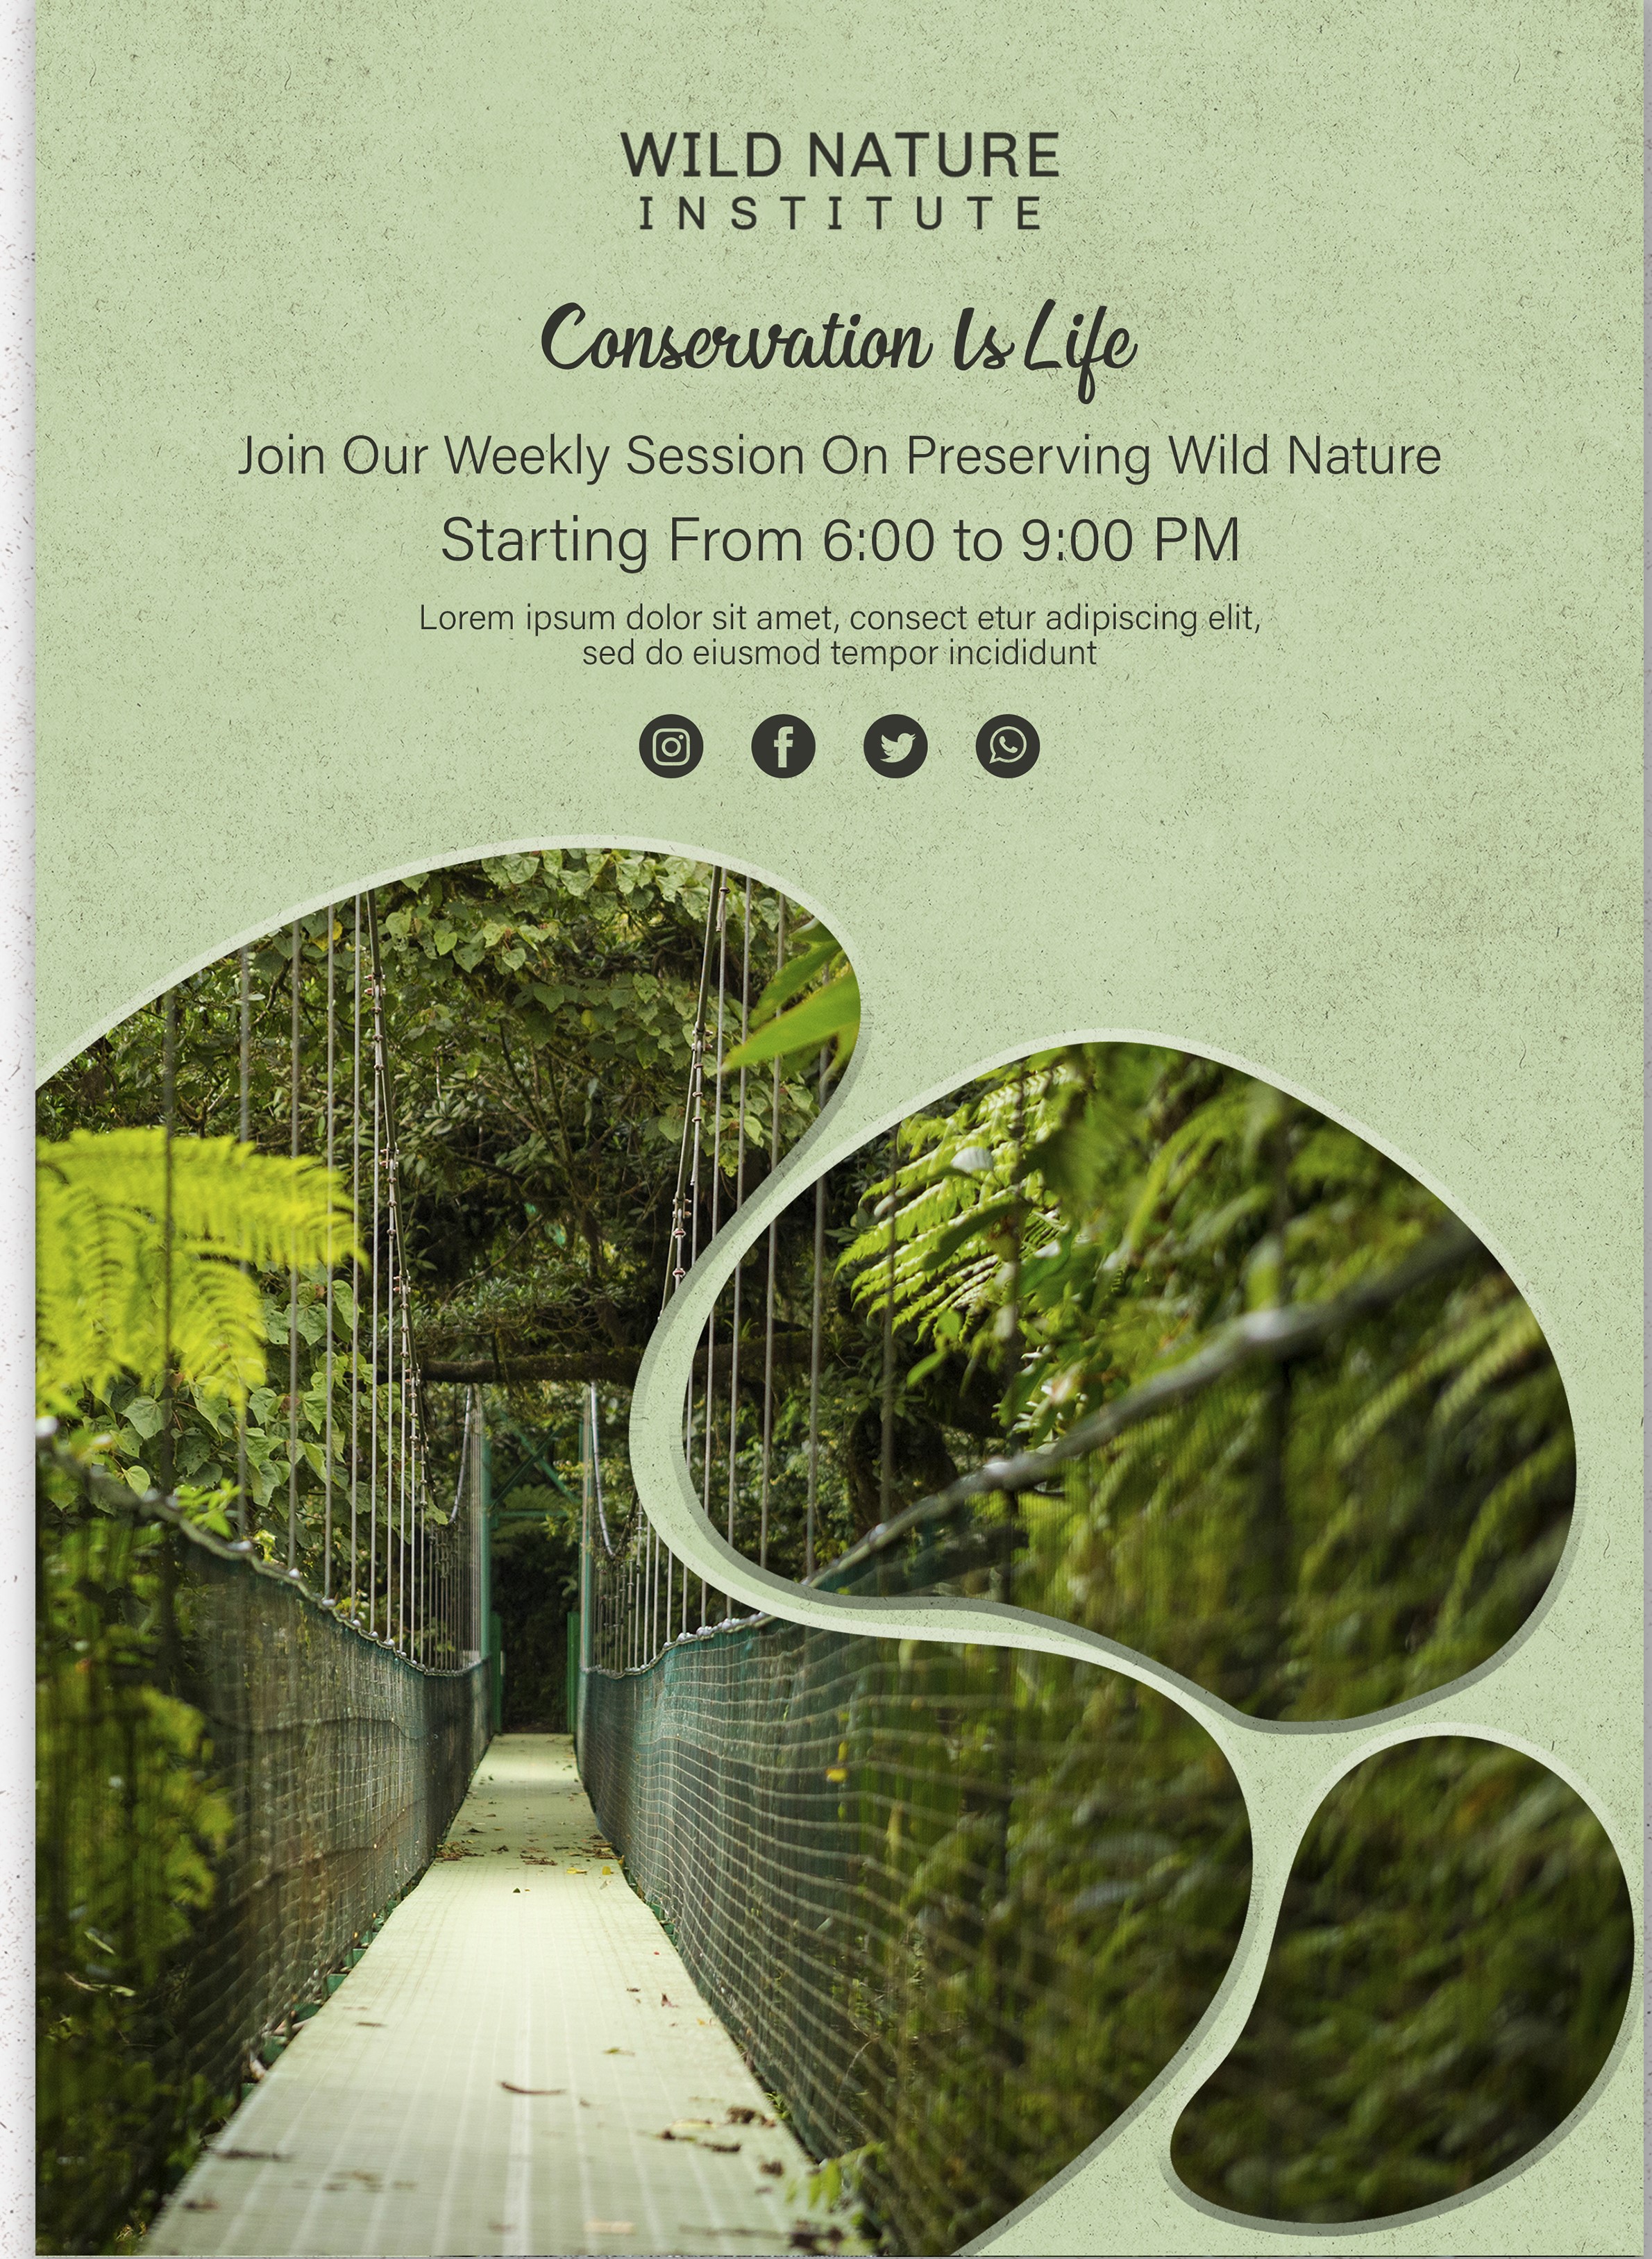 WILD NATURE
INSTITUTE
Conservation Is Life
Join Our Weekly Session On Preserving Wild Nature
Starting From 6:00 to 9:00 PM
Lorem ipsum dolor sit amet, consect etur adipiscing elit,
sed do eiusmod tempor incididunt